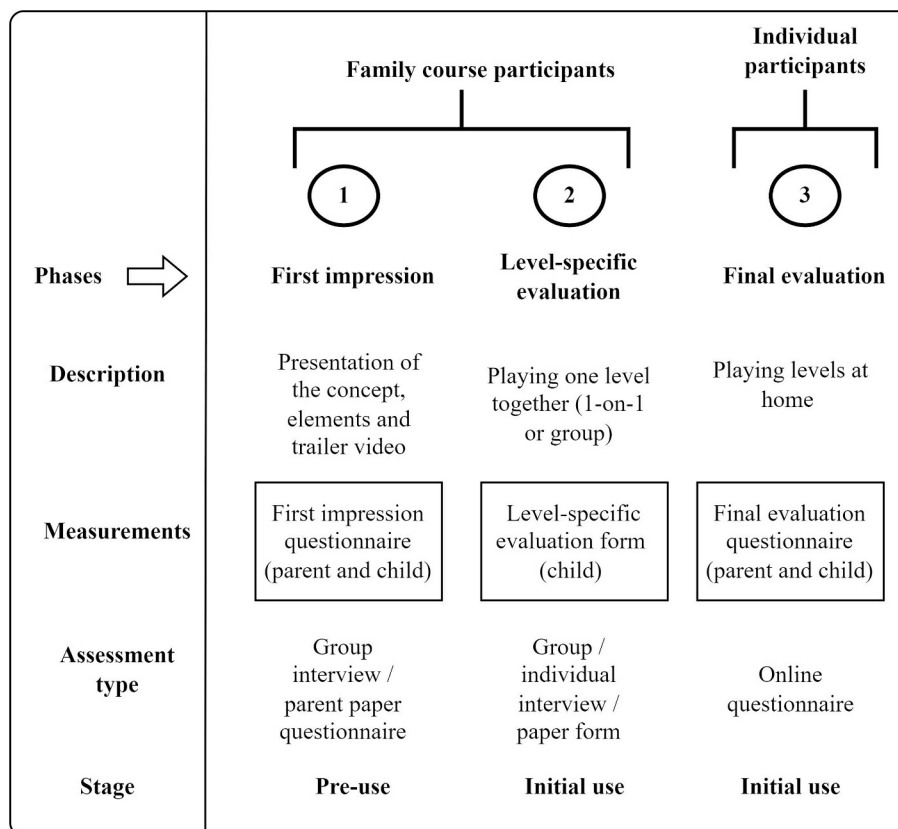 Family course participants
Individual
participants
1
2
3
Phases
First impression
Level-specific
evaluation
Final evaluation
Description
Presentation of
the concept,
elements and
trailer video
Playing one level
together (1-on-1
or group)
Playing levels at
home
Measurements
First impression
questionnaire
(parent and child)
Level-specific
evaluation form
(child)
Final evaluation
questionnaire
(parent and child)
Assessment
type
Group
interview /
parent paper
questionnaire
Group /
individual
interview /
paper form
Online
questionnaire
Stage
Pre-use
Initial use
Initial use